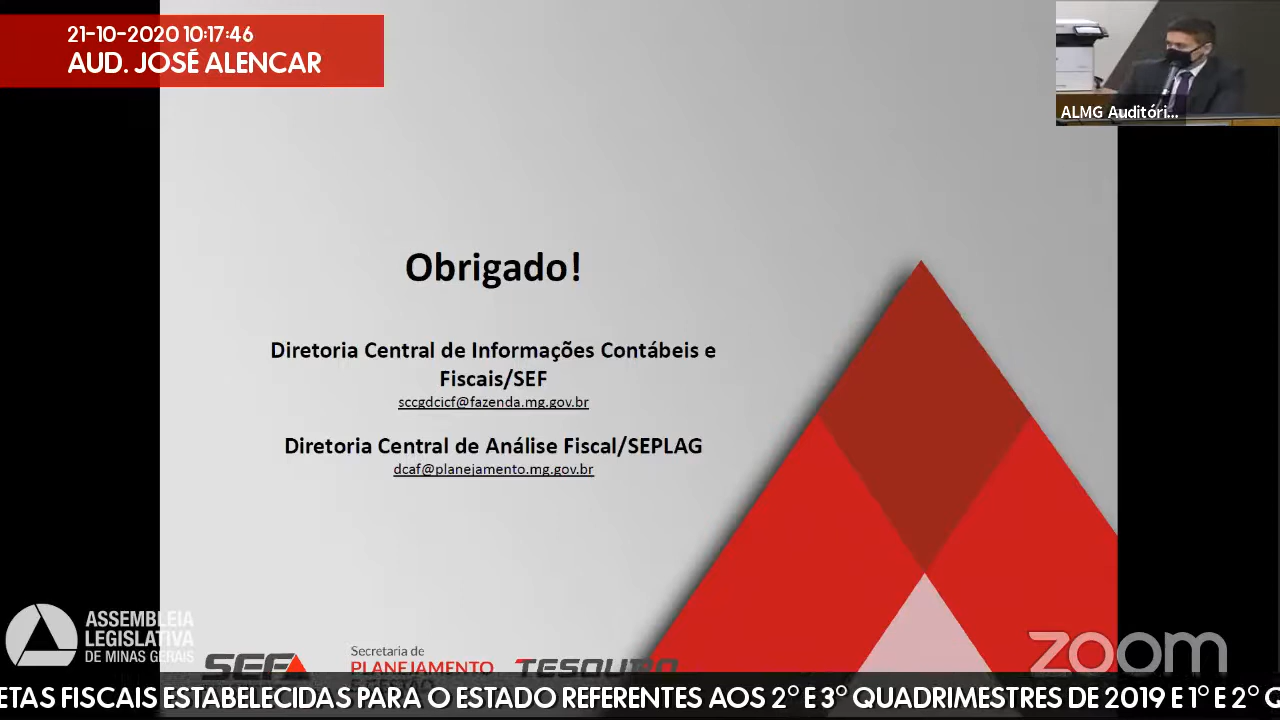 21-10-2020 10:17:46
AUD. JOSÉ ALENCAR
ALMG Auditóri...
Obrigado!
Diretoria Central de Informações Contábeis e
Fiscais/SEF
sccgdcicf@fazenda.mg.gov.br
Diretoria Central de Análise Fiscal/SEPLAG
dcaf@planejamento.mg.gov.br
ASSEMBLEIA
LEGISLATIVA
DE MINAS GERAIS
SEF
Secretaria de
PLANEJAMENTO
E GESTÃO
TESOURO
zoom
ETAS FISCAIS ESTABELECIDAS PARA O ESTADO REFERENTES AOS 2° E 3° QUADRIMESTRES DE 2019 E 1° E 2° Q